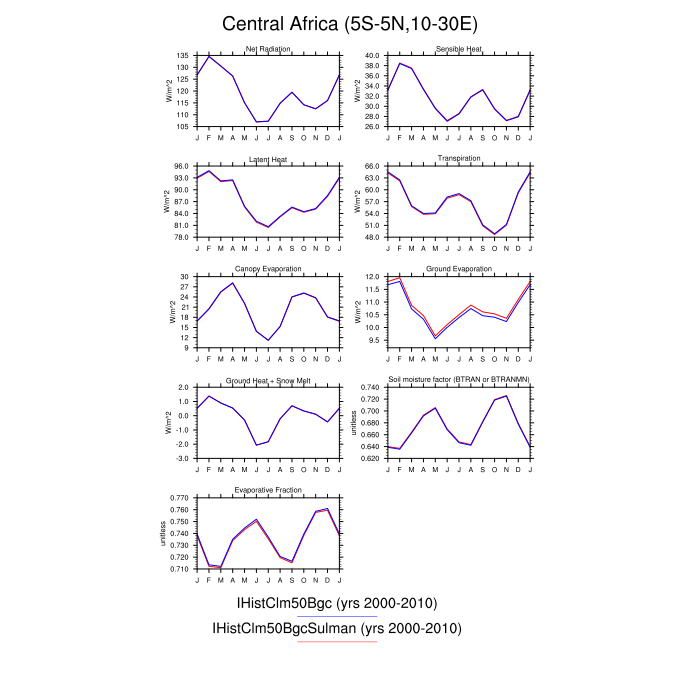 Central Africa (5S-5N,10-30E)
Net Radiation
W/m^2
135
130
125
120
115
110
105
J F M A M J J A S O N D J
Sensible Heat
W/m^2
40.0
38.0
36.0
34.0
32.0
30.0
28.0
26.0
J F M A M J J A S O N D J
Latent Heat
W/m^2
96.0
93.0
90.0
87.0
84.0
81.0
78.0
J F M A M J J A S O N D J
Transpiration
W/m^2
66.0
63.0
60.0
57.0
54.0
51.0
48.0
J F M A M J J A S O N D J
Canopy Evaporation
W/m^2
30
27
24
21
18
15
12
9
J F M A M J J A S O N D J
Ground Evaporation
W/m^2
12.0
11.5
11.0
10.5
10.0
9.5
J F M A M J J A S O N D J
Ground Heat + Snow Melt
W/m^2
2.0
1.0
0.0
-1.0
-2.0
-3.0
J F M A M J J A S O N D J
Soil moisture factor (BTRAN or BTRANMN)
unitless
0.740
0.720
0.700
0.680
0.660
0.640
0.620
J F M A M J J A S O N D J
Evaporative Fraction
unitless
0.770
0.760
0.750
0.740
0.730
0.720
0.710
J F M A M J J A S O N D J
IHistClm50Bgc (yrs 2000-2010)
IHistClm50BgcSulman (yrs 2000-2010)